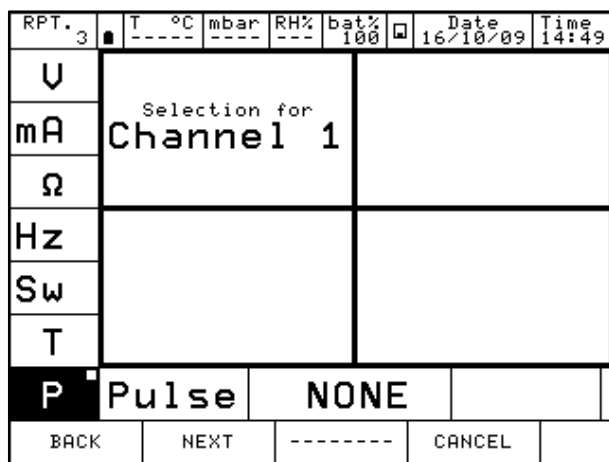 RPT. 3 T °C mbar RH% bat% Date Time
----- ----- --- 100 16/10/09 14:49
V
Selection for
mA Channel 1
Ω
Hz
Sw
T
P Pulse NONE
BACK NEXT -------- CANCEL